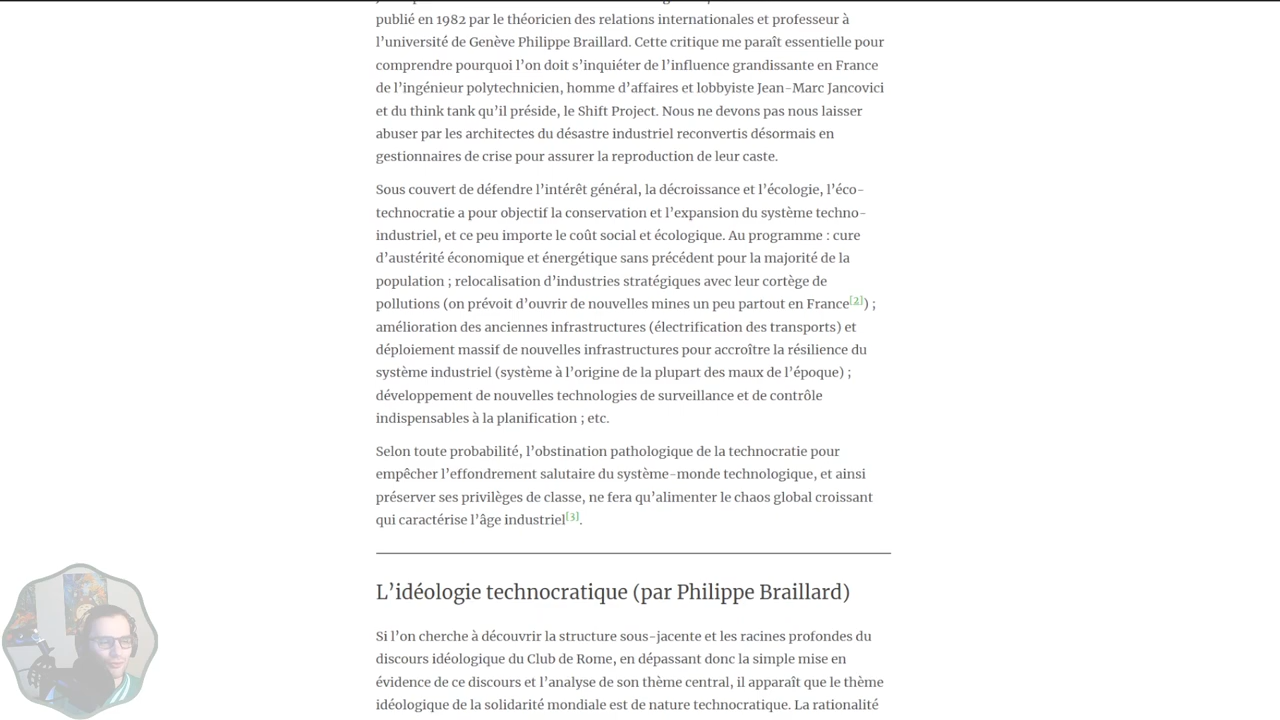 publié en 1982 par le théoricien des relations internationales et professeur à
l’université de Genève Philippe Braillard. Cette critique me paraît essentielle pour
comprendre pourquoi l’on doit s’inquiéter de l’influence grandissante en France
de l’ingénieur polytechnicien, homme d’affaires et lobbyiste Jean-Marc Jancovici
et du think tank qu’il préside, le Shift Project. Nous ne devons pas nous laisser
abuser par les architectes du désastre industriel reconvertis désormais en
gestionnaires de crise pour assurer la reproduction de leur caste.
Sous couvert de défendre l’intérêt général, la décroissance et l’écologie, l’éco-
technocratie a pour objectif la conservation et l’expansion du système techno-
industriel, et ce peu importe le coût social et écologique. Au programme : cure
d’austérité économique et énergétique sans précédent pour la majorité de la
population ; relocalisation d’industries stratégiques avec leur cortège de
pollutions (on prévoit d’ouvrir de nouvelles mines un peu partout en France[2]) ;
amélioration des anciennes infrastructures (électrification des transports) et
déploiement massif de nouvelles infrastructures pour accroître la résilience du
système industriel (système à l’origine de la plupart des maux de l’époque) ;
développement de nouvelles technologies de surveillance et de contrôle
indispensables à la planification ; etc.
Selon toute probabilité, l’obstination pathologique de la technocratie pour
empêcher l’effondrement salutaire du système-monde technologique, et ainsi
préserver ses privilèges de classe, ne fera qu’alimenter le chaos global croissant
qui caractérise l’âge industriel[3].
L’idéologie technocratique (par Philippe Braillard)
Si l’on cherche à découvrir la structure sous-jacente et les racines profondes du
discours idéologique du Club de Rome, en dépassant donc la simple mise en
évidence de ce discours et l’analyse de son thème central, il apparaît que le thème
idéologique de la solidarité mondiale est de nature technocratique. La rationalité